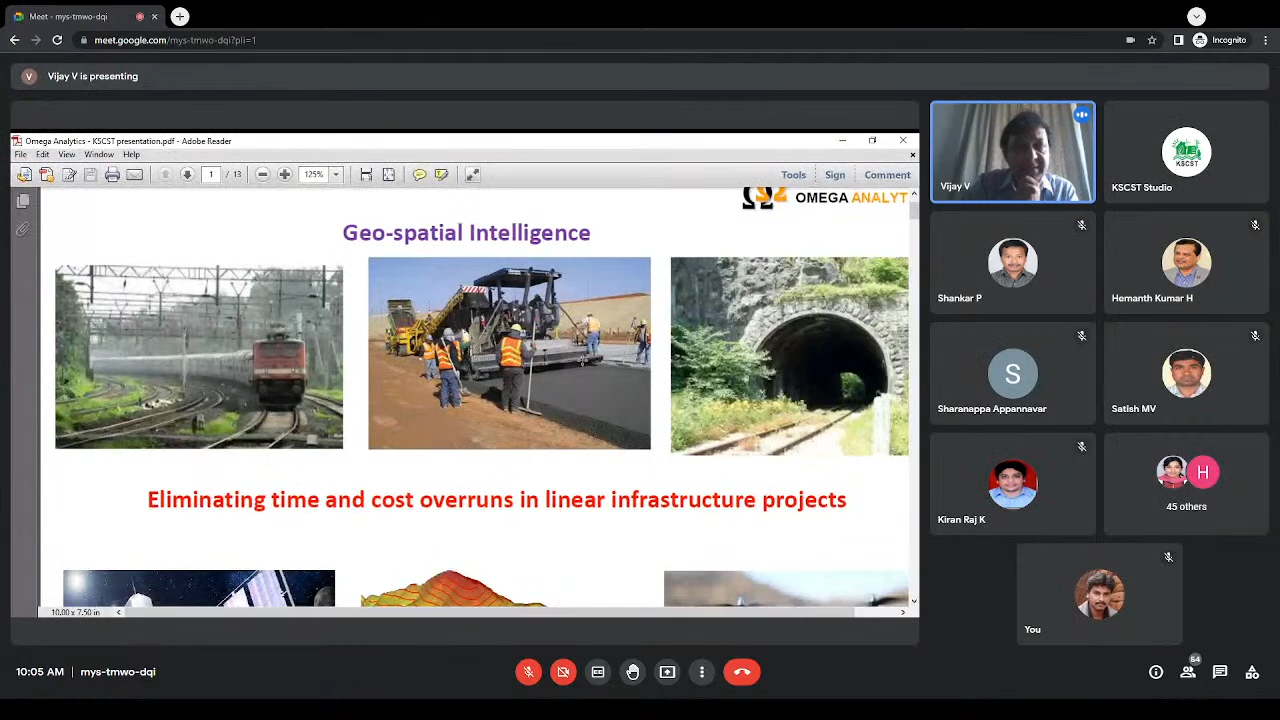 Meet - mys-tmwo-dqi
meet.google.com/mys-tmwo-dqi?pli=1
Incognito
V
Vijay V is presenting
Omega Analytics - KSCST presentation.pdf - Adobe Reader
File Edit View Window Help
1 / 13
125%
Tools Sign Comment
OMEGA ANALYT
Geo-spatial Intelligence
Eliminating time and cost overruns in linear infrastructure projects
10.00 x 7.50 in
Vijay V
KSCST
KSCST Studio
Shankar P
Hemanth Kumar H
S
Sharanappa Appannavar
Satish MV
Kiran Raj K
H
45 others
You
10:05 AM | mys-tmwo-dqi
54